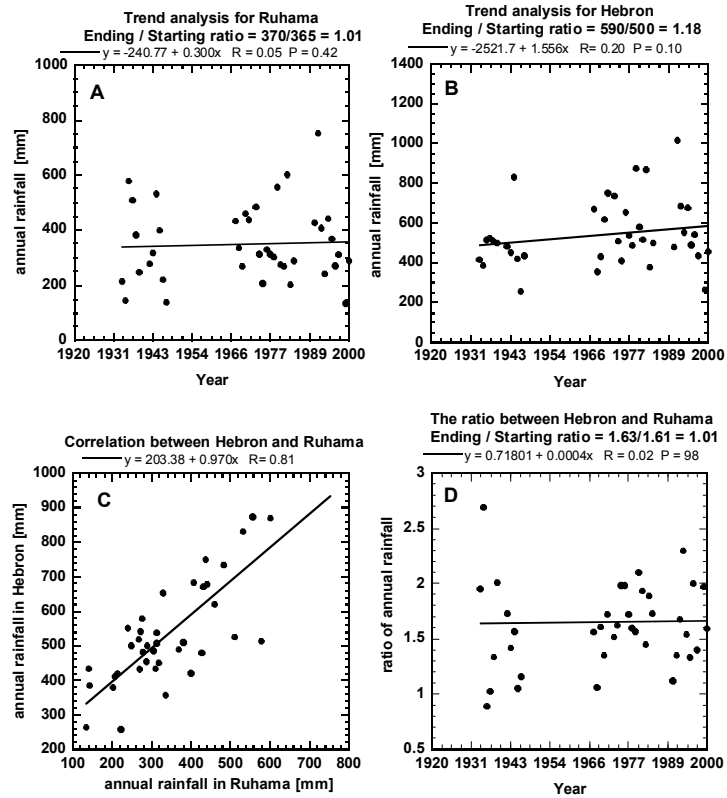 Trend analysis for Ruhama
Ending / Starting ratio = 370/365 = 1.01
y = -240.77 + 0.300x R = 0.05 P = 0.42
A
annual rainfall [mm]
1000
800
600
400
200
0
1920 1931 1943 1954 1966 1977 1989 2000
Year
Trend analysis for Hebron
Ending / Starting ratio = 590/500 = 1.18
y = -2521.7 + 1.556x R= 0.20 P = 0.10
B
annual rainfall [mm]
1400
1200
1000
800
600
400
200
0
1920 1931 1943 1954 1966 1977 1989 2000
Year
Correlation between Hebron and Ruhama
y = 203.38 + 0.970x R= 0.81
C
annual rainfall in Hebron [mm]
1000
900
800
700
600
500
400
300
200
100 200 300 400 500 600 700 800
annual rainfall in Ruhama [mm]
The ratio between Hebron and Ruhama
Ending / Starting ratio = 1.63/1.61 = 1.01
y = 0.71801 + 0.0004x R = 0.02 P = 98
D
ratio of annual rainfall
3
2.5
2
1.5
1
0.5
1920 1931 1943 1954 1966 1977 1989 2000
Year